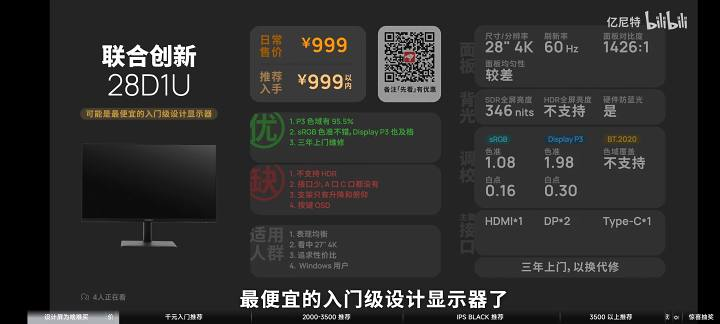 亿尼特 bilibili
联合创新
28D1U
可能是最便宜的入门级设计显示器
日常售价 ¥999
推荐入手 ¥999以内
备注「先看」有优惠
优
1. P3 色域有 95.5%
2. sRGB 色准不错, Display P3 也及格
3. 三年上门维修
缺
1. 不支持 HDR
2. 接口少, A 口 C 口都没有
3. 支架只有升降和俯仰
4. 按键 OSD
适用人群
1. 表现均衡
2. 看中 27" 4K
3. 追求性价比
4. Windows 用户
面板
尺寸/分辨率 刷新率 面板对比度
28" 4K 60 Hz 1426:1
面板均匀性
较差
背光
SDR全屏亮度 HDR全屏亮度 硬件防蓝光
346 nits 不支持 是
调校
sRGB Display P3 BT.2020
色准 色准 色域覆盖
1.08 1.98 不支持
白点 白点
0.16 0.30
接口
HDMI*1 DP*2 Type-C*1
三年上门, 以换代修
4人正在看
最便宜的入门级设计显示器了
设计屏为啥难买 价 千元入门推荐 2000-3500 推荐 IPS BLACK 推荐 3500 以上推荐 惊喜抽奖